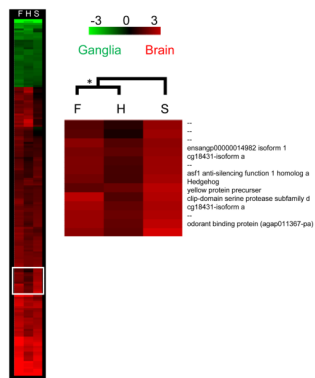 F H S
-3 0 3
Ganglia Brain
*
F H S
--
--
--
ensangp00000014982 isoform 1
cg18431-isoform a
--
asf1 anti-silencing function 1 homolog a
Hedgehog
yellow protein precurser
clip-domain serine protease subfamily d
cg18431-isoform a
--
odorant binding protein (agap011367-pa)
--